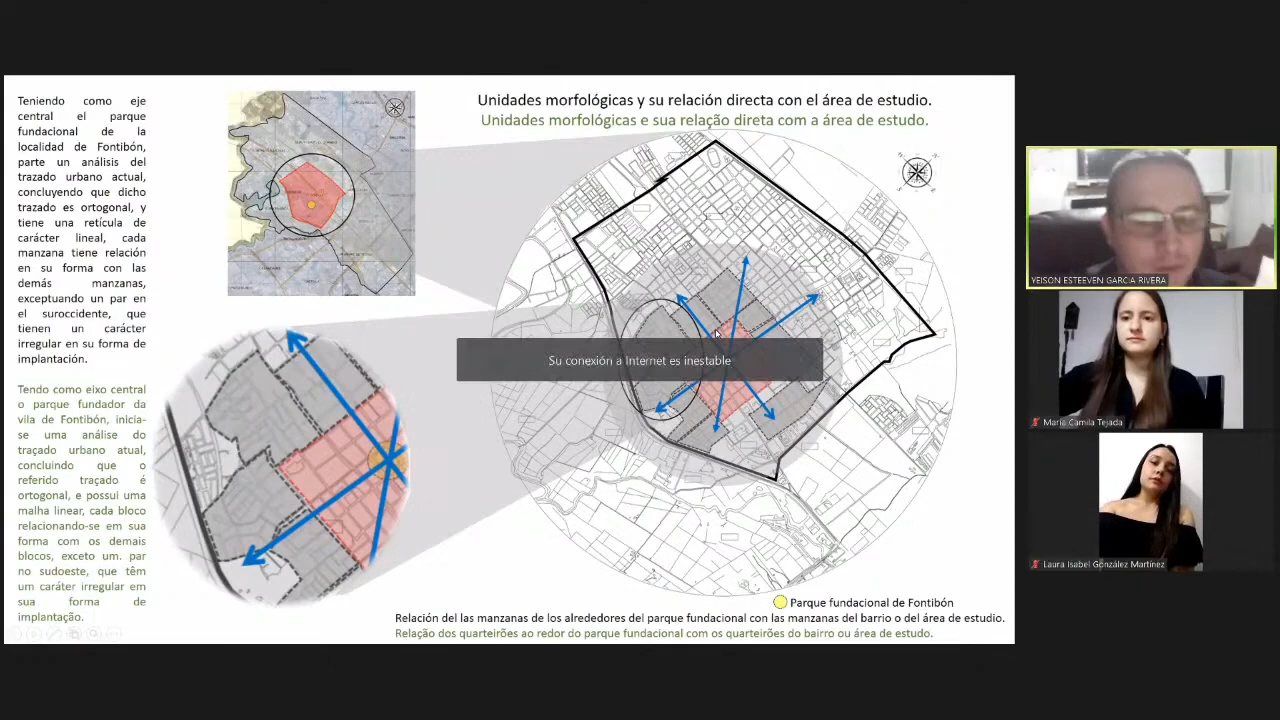 Teniendo como eje
central el parque
fundacional de la
localidad de Fontibón,
parte un análisis del
trazado urbano actual,
concluyendo que dicho
trazado es ortogonal, y
tiene una retícula de
carácter lineal, cada
manzana tiene relación
en su forma con las
demás manzanas,
exceptuando un par en
el suroccidente, que
tienen un carácter
irregular en su forma de
implantación.
Tendo como eixo central
o parque fundador da
vila de Fontibón, inicia-
se uma análise do
traçado urbano atual,
concluindo que o
referido traçado é
ortogonal, e possui uma
malha linear, cada bloco
relacionando-se em sua
forma com os demais
blocos, exceto um. par
no sudoeste, que têm
um caráter irregular em
sua forma de
implantação.
Unidades morfológicas y su relación directa con el área de estudio.
Unidades morfológicas e sua relação direta com a área de estudo.
Su conexión a Internet es inestable
Parque fundacional de Fontibón
Relación del las manzanas de los alrededores del parque fundacional con las manzanas del barrio o del área de estudio.
Relação dos quarteirões ao redor do parque fundacional com os quarteirões do bairro ou área de estudo.
YEISON ESTEEVEN GARCIA RIVERA
María Camila Tejada
Laura Isabel González Martínez